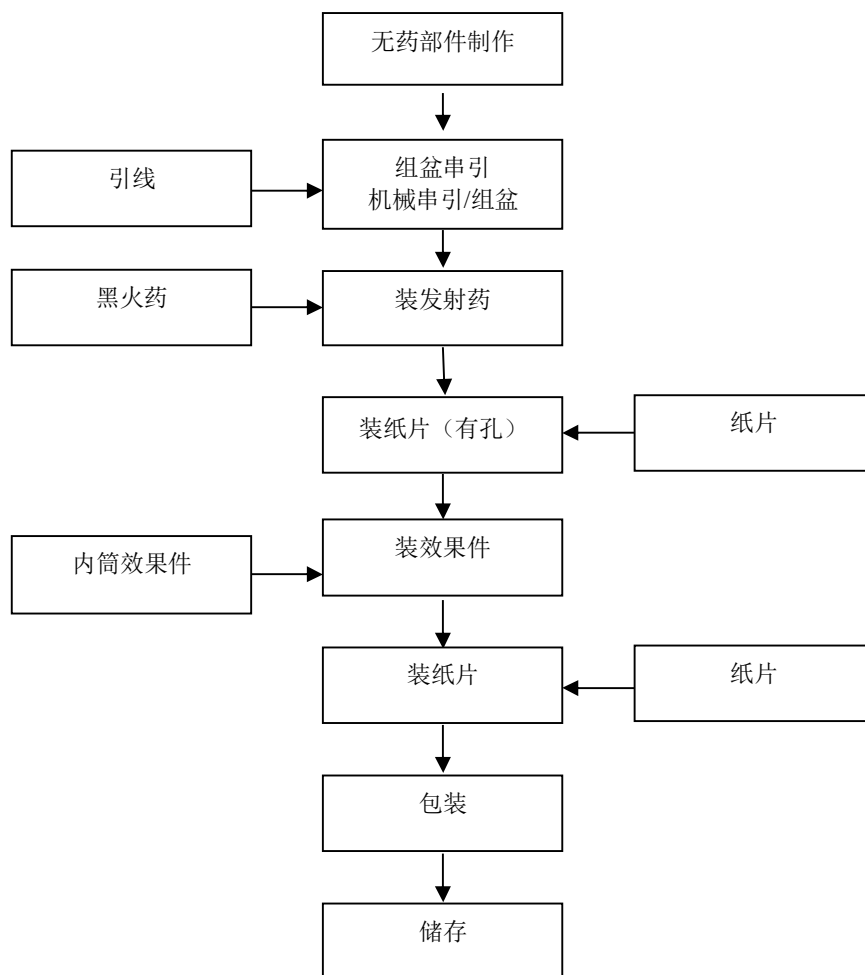 无药部件制作
引线
组盆串引
机械串引/组盆
黑火药
装发射药
装纸片（有孔）
纸片
内筒效果件
装效果件
装纸片
纸片
包装
储存